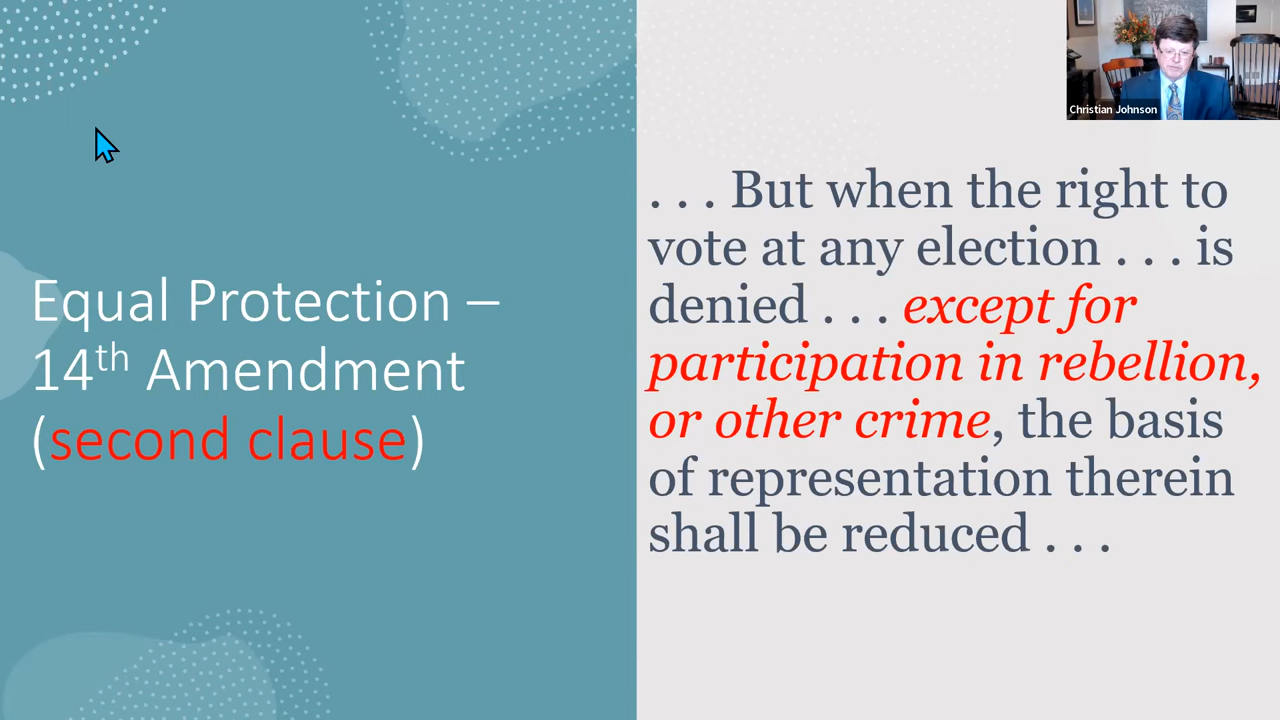 Equal Protection –
14th Amendment
(second clause)
. . . But when the right to
vote at any election . . . is
denied . . . except for
participation in rebellion,
or other crime, the basis
of representation therein
shall be reduced . . .
Christian Johnson